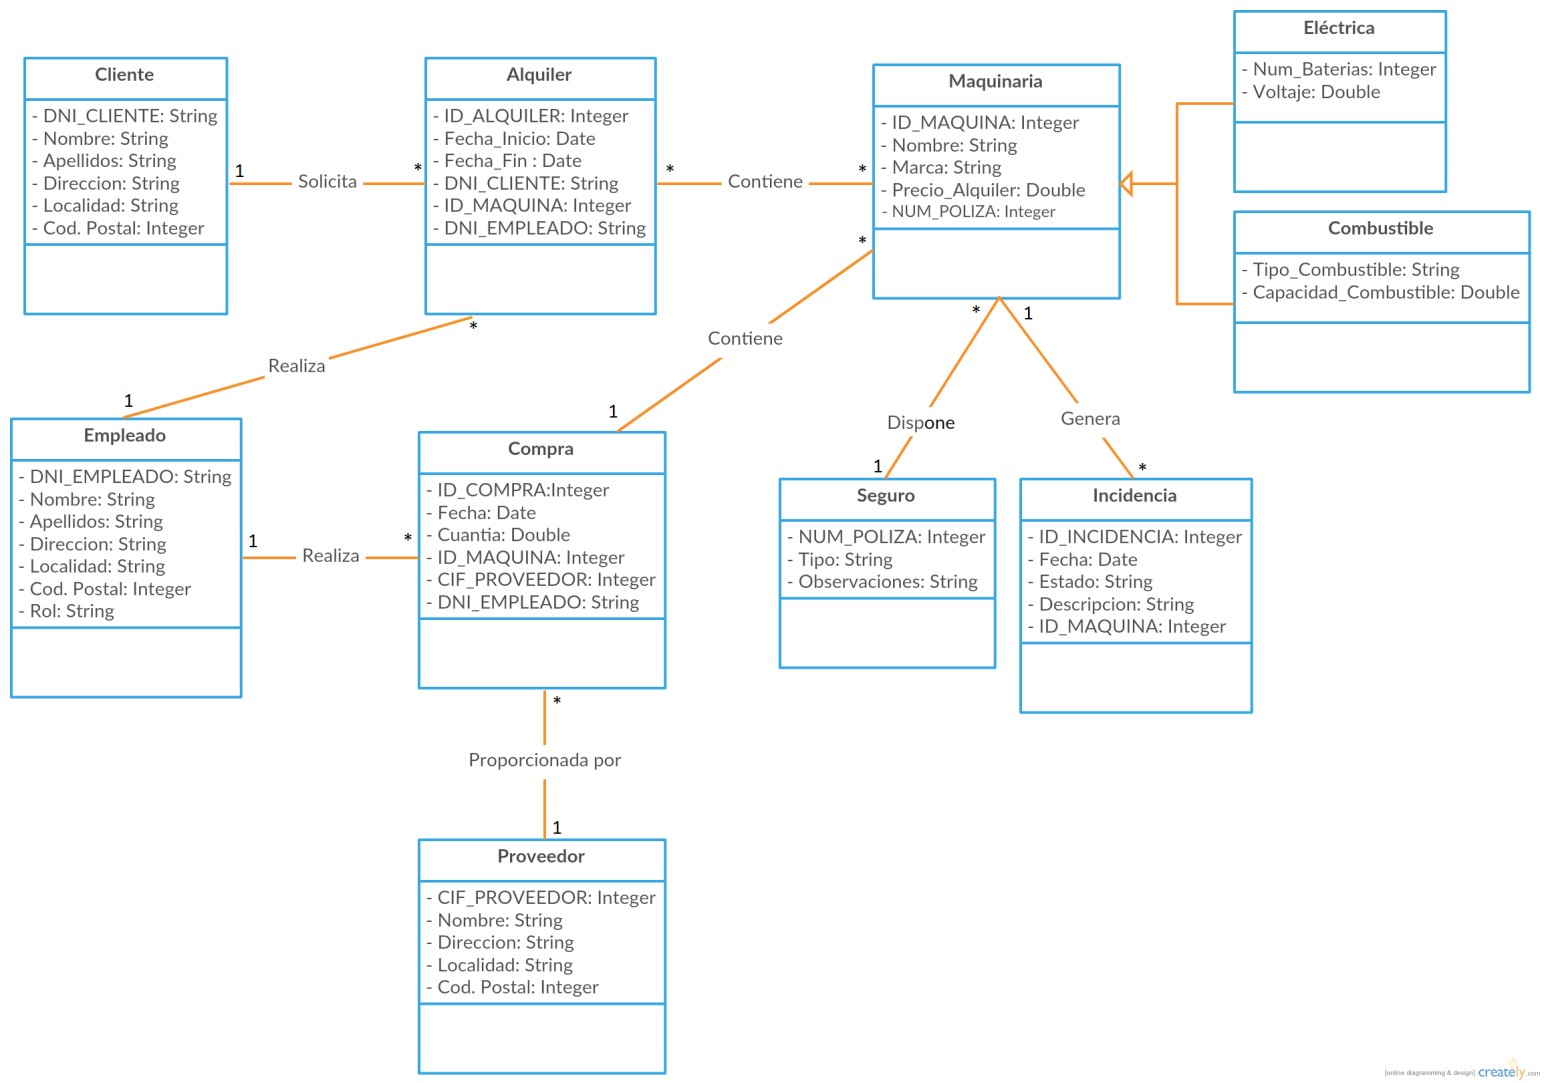 Cliente
- DNI_CLIENTE: String
- Nombre: String
- Apellidos: String
- Direccion: String
- Localidad: String
- Cod. Postal: Integer
1
Solicita
*
Alquiler
- ID_ALQUILER: Integer
- Fecha_Inicio: Date
- Fecha_Fin : Date
- DNI_CLIENTE: String
- ID_MAQUINA: Integer
- DNI_EMPLEADO: String
*
Contiene
*
Maquinaria
- ID_MAQUINA: Integer
- Nombre: String
- Marca: String
- Precio_Alquiler: Double
- NUM_POLIZA: Integer
Eléctrica
- Num_Baterias: Integer
- Voltaje: Double
Combustible
- Tipo_Combustible: String
- Capacidad_Combustible: Double
*
Realiza
1
*
Contiene
1
*
Dispone
1
1
Genera
*
Empleado
- DNI_EMPLEADO: String
- Nombre: String
- Apellidos: String
- Direccion: String
- Localidad: String
- Cod. Postal: Integer
- Rol: String
1
Realiza
*
Compra
- ID_COMPRA:Integer
- Fecha: Date
- Cuantia: Double
- ID_MAQUINA: Integer
- CIF_PROVEEDOR: Integer
- DNI_EMPLEADO: String
Seguro
- NUM_POLIZA: Integer
- Tipo: String
- Observaciones: String
Incidencia
- ID_INCIDENCIA: Integer
- Fecha: Date
- Estado: String
- Descripcion: String
- ID_MAQUINA: Integer
*
Proporcionada por
1
Proveedor
- CIF_PROVEEDOR: Integer
- Nombre: String
- Direccion: String
- Localidad: String
- Cod. Postal: Integer
[online diagramming & design] creately.com